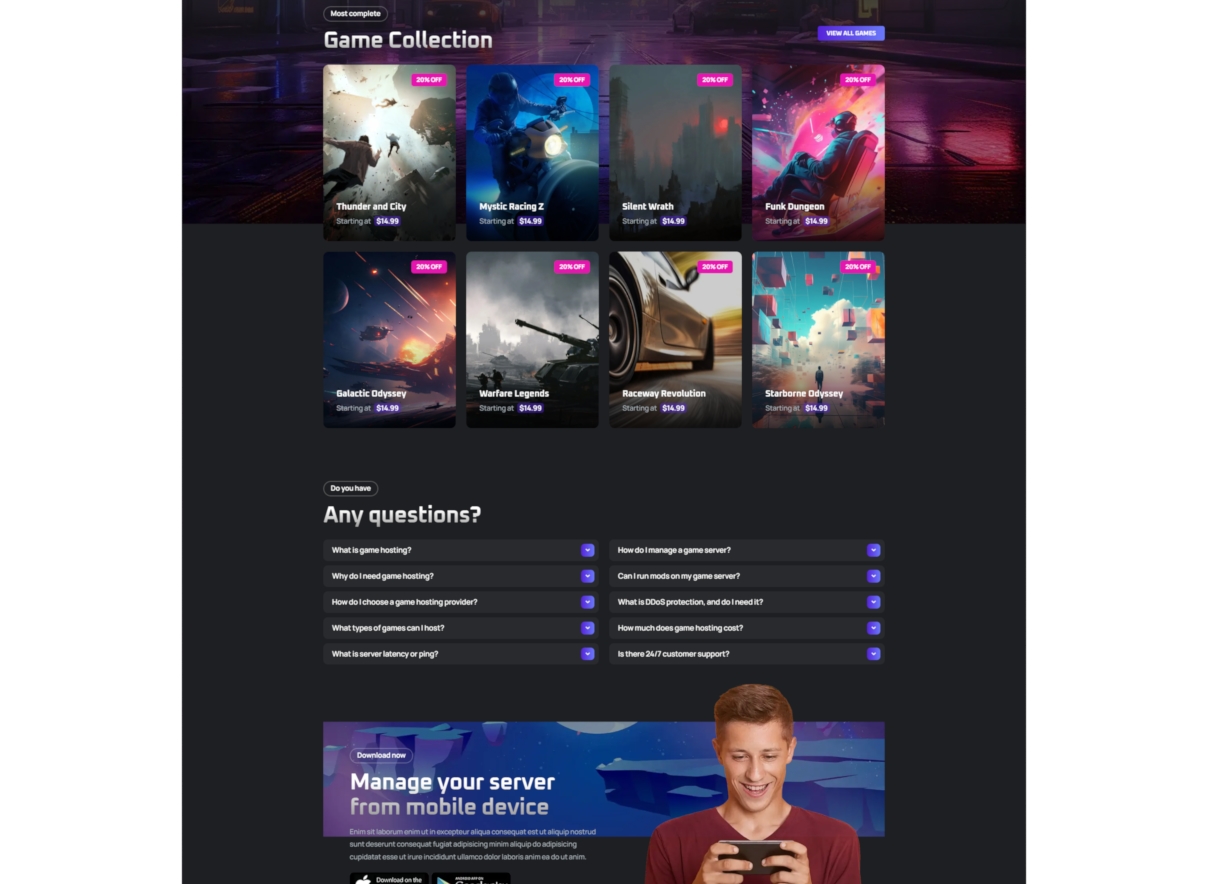 Most complete
Game Collection
VIEW ALL GAMES
20% OFF
20% OFF
20% OFF
20% OFF
Thunder and City
Starting at $14.99
Mystic Racing Z
Starting at $14.99
Silent Wrath
Starting at $14.99
Funk Dungeon
Starting at $14.99
20% OFF
20% OFF
20% OFF
20% OFF
Galactic Odyssey
Starting at $14.99
Warfare Legends
Starting at $14.99
Raceway Revolution
Starting at $14.99
Starborne Odyssey
Starting at $14.99
Do you have
Any questions?
What is game hosting?
Why do I need game hosting?
How do I choose a game hosting provider?
What types of games can I host?
What is server latency or ping?
How do I manage a game server?
Can I run mods on my game server?
What is DDoS protection, and do I need it?
How much does game hosting cost?
Is there 24/7 customer support?
Download now
Manage your server
from mobile device
Enim sit laborum enim ut in excepteur aliqua consequat est ut aliquip nostrud
sunt deserunt consequat fugiat adipisicing minim aliquip do adipisicing
cupidatat esse ut irure incididunt ullamco dolor laboris anim ea do ut anim.
Download on the